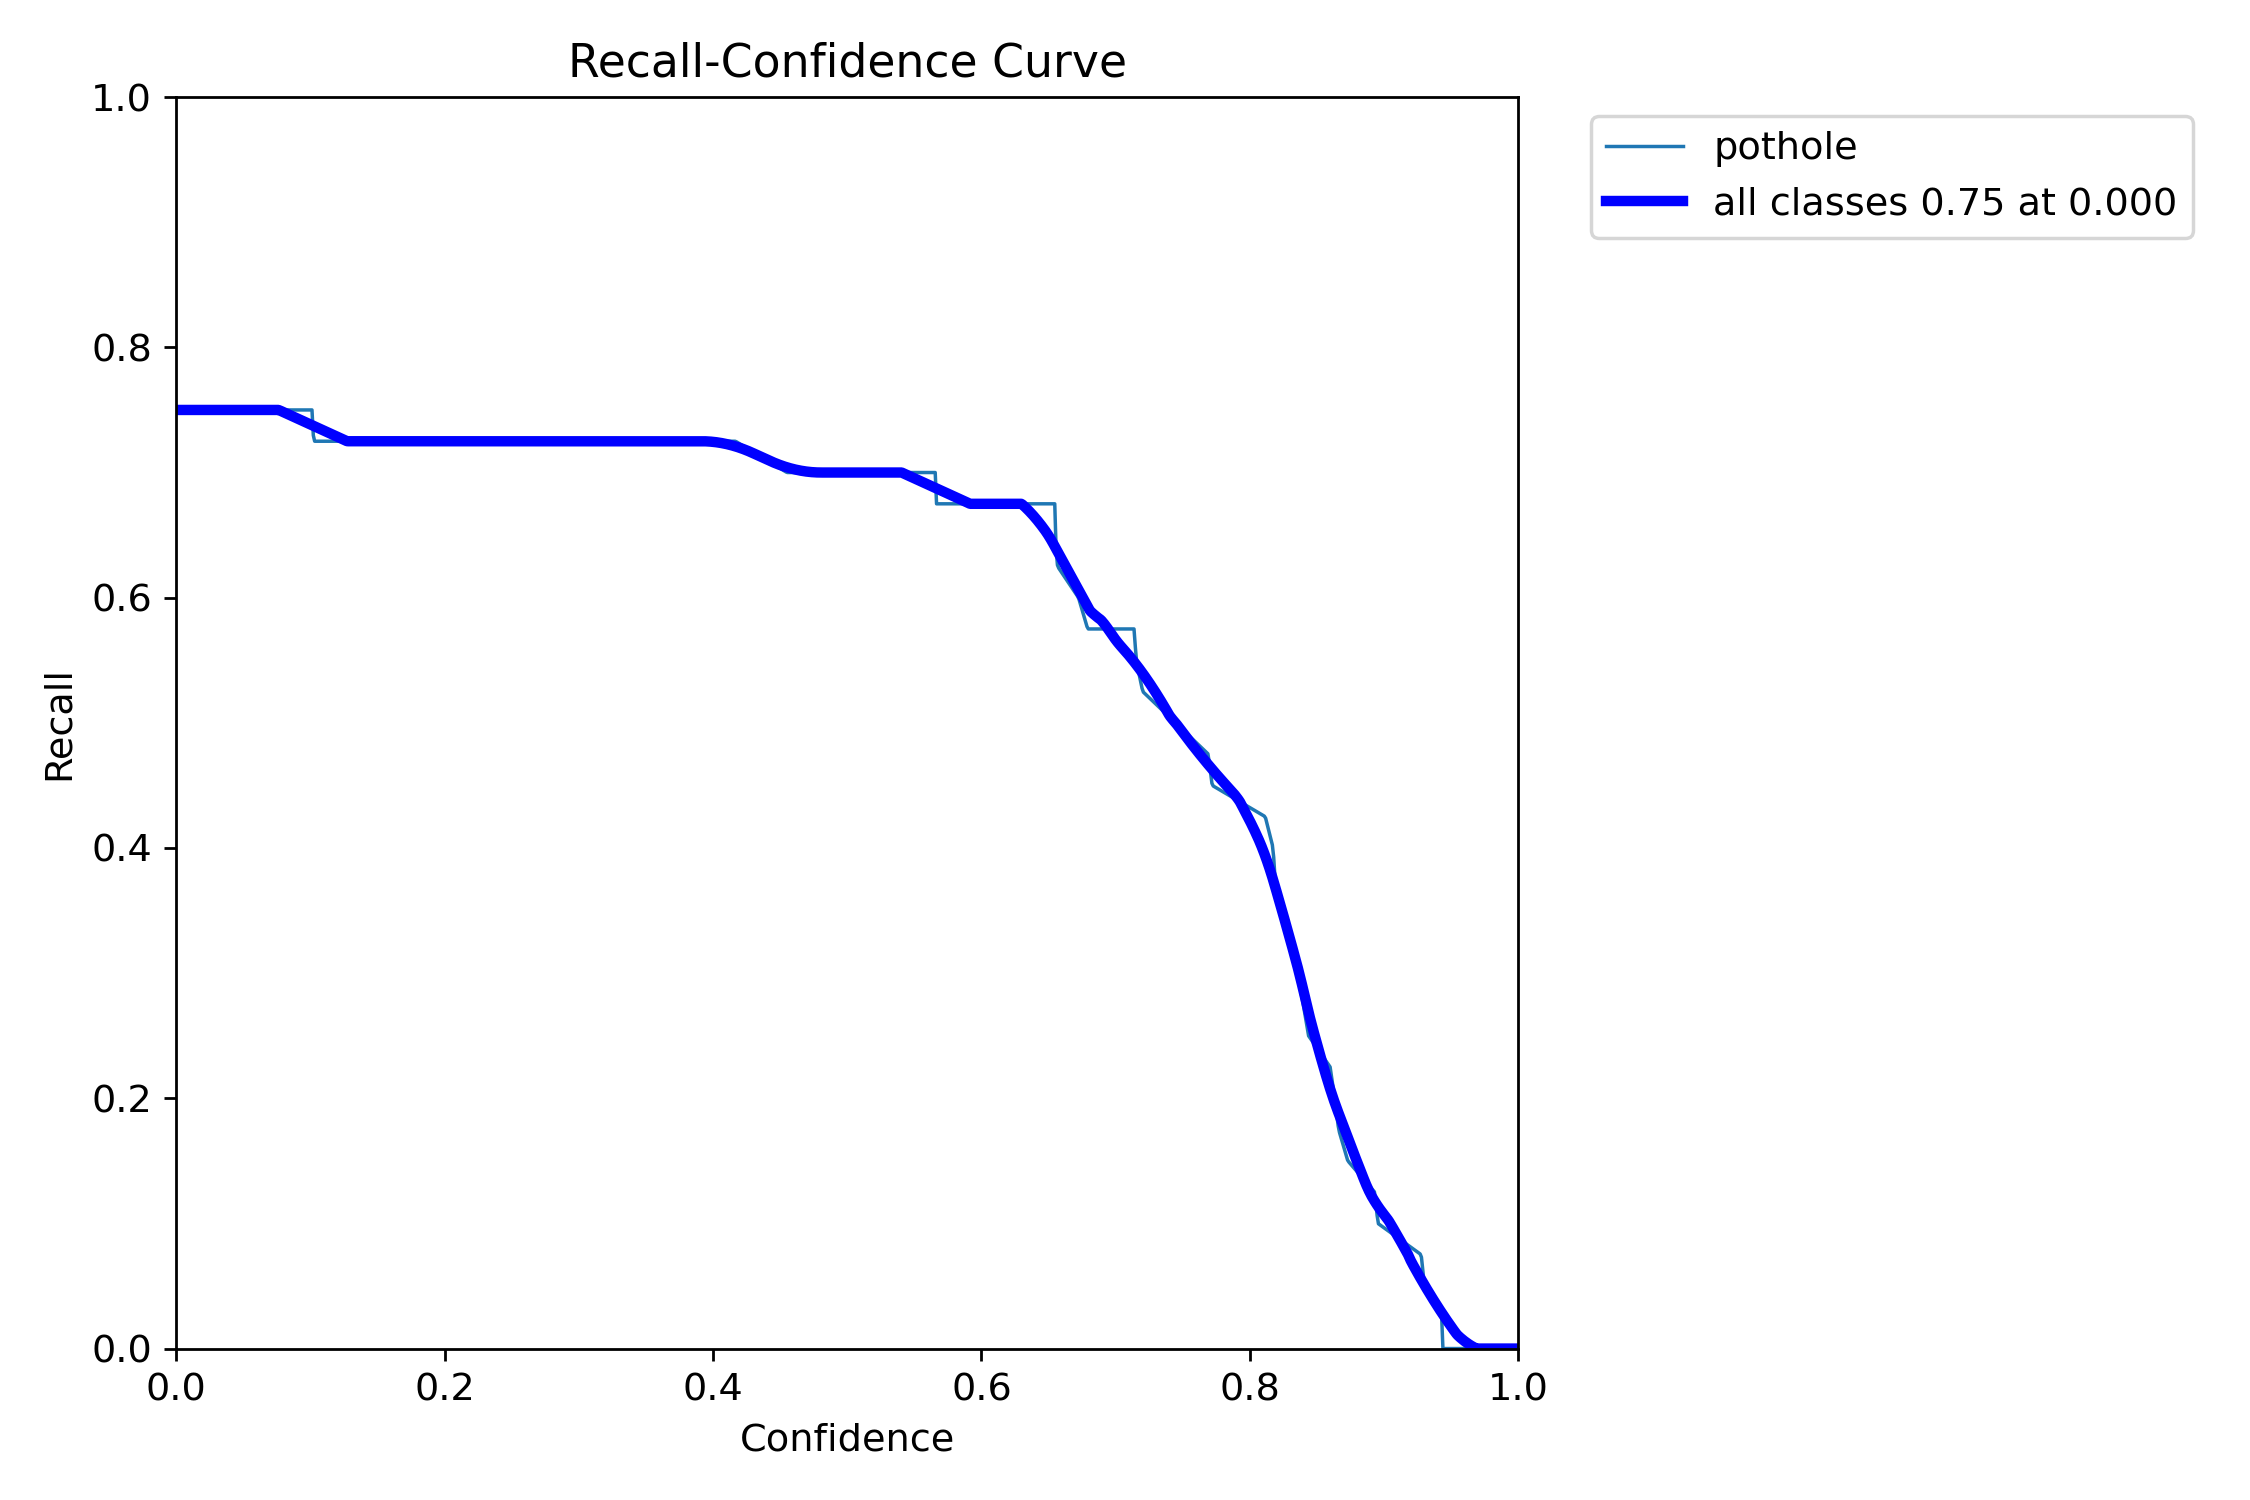 Recall-Confidence Curve
1.0
0.8
0.6
0.4
0.2
0.0
Recall
0.0 0.2 0.4 0.6 0.8 1.0
Confidence
pothole
all classes 0.75 at 0.000